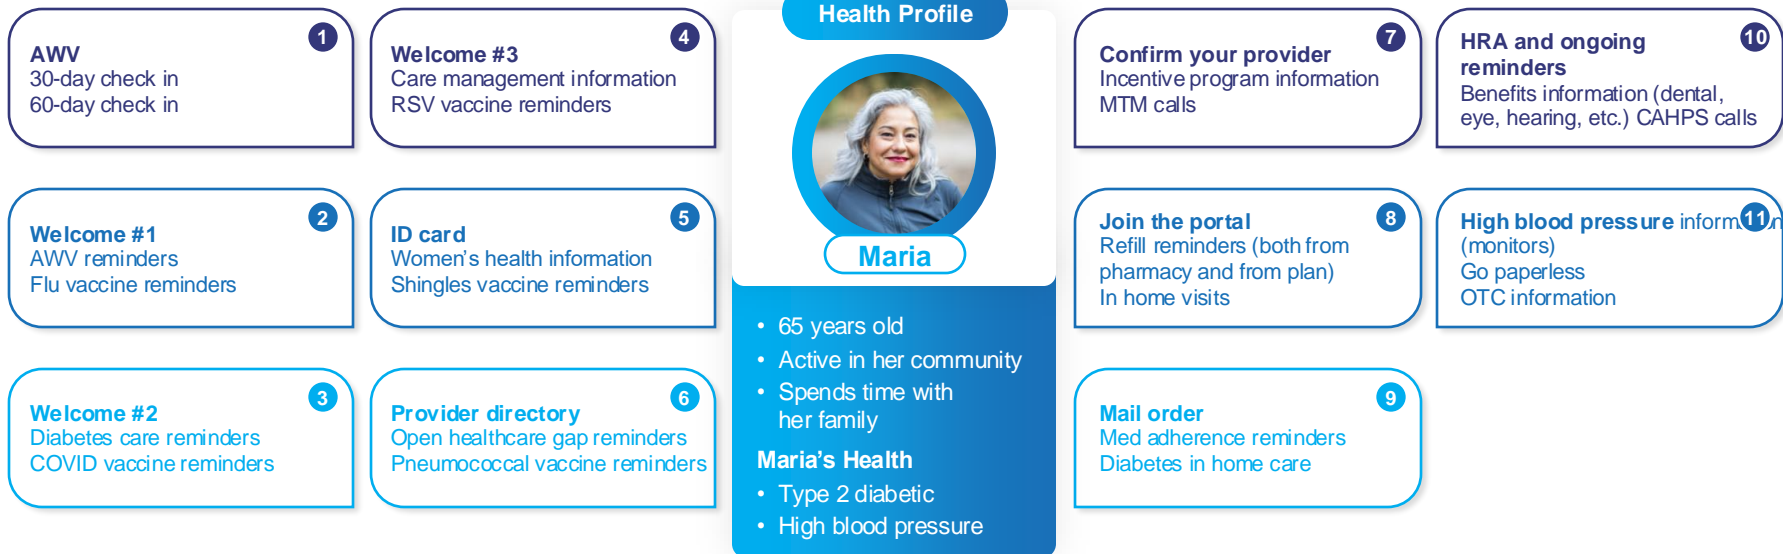 AWV
30-day check in
60-day check in
1
Welcome #1
AWV reminders
Flu vaccine reminders
2
Welcome #2
Diabetes care reminders
COVID vaccine reminders
3
Welcome #3
Care management information
RSV vaccine reminders
4
ID card
Women's health information
Shingles vaccine reminders
5
Provider directory
Open healthcare gap reminders
Pneumococcal vaccine reminders
6
Health Profile
Maria
• 65 years old
• Active in her community
• Spends time with
her family
Maria's Health
• Type 2 diabetic
• High blood pressure
Confirm your provider
Incentive program information
MTM calls
7
Join the portal
Refill reminders (both from
pharmacy and from plan)
In home visits
8
Mail order
Med adherence reminders
Diabetes in home care
9
HRA and ongoing
reminders
Benefits information (dental,
eye, hearing, etc.) CAHPS calls
10
High blood pressure information
(monitors)
Go paperless
OTC information
11